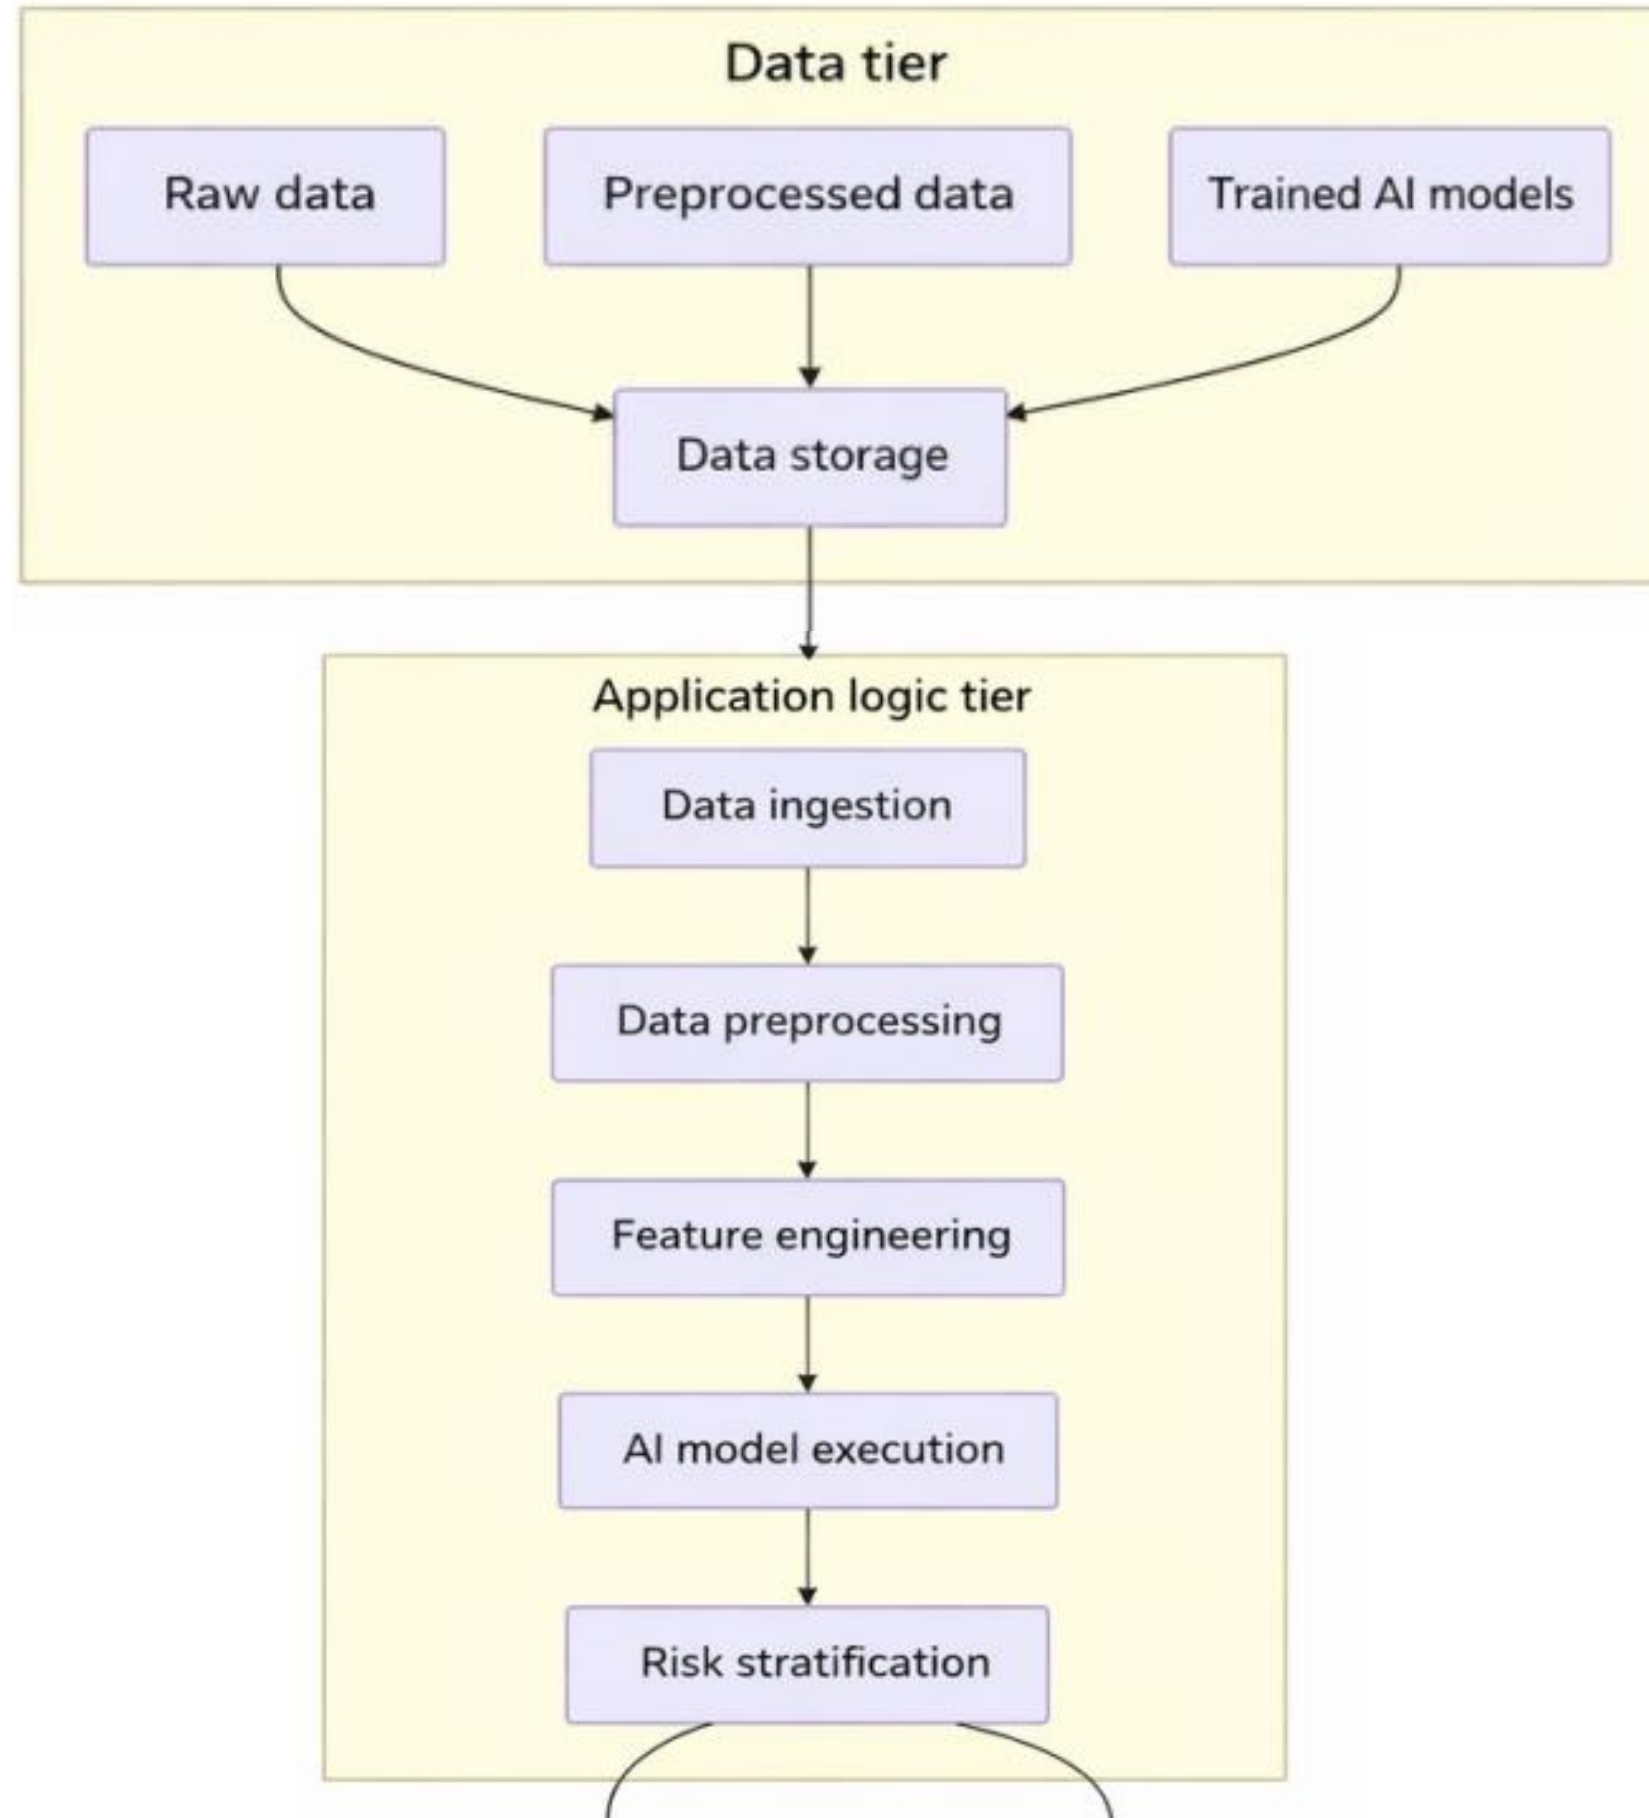 Data tier
Raw data
Preprocessed data
Trained AI models
Data storage
Application logic tier
Data ingestion
Data preprocessing
Feature engineering
AI model execution
Risk stratification